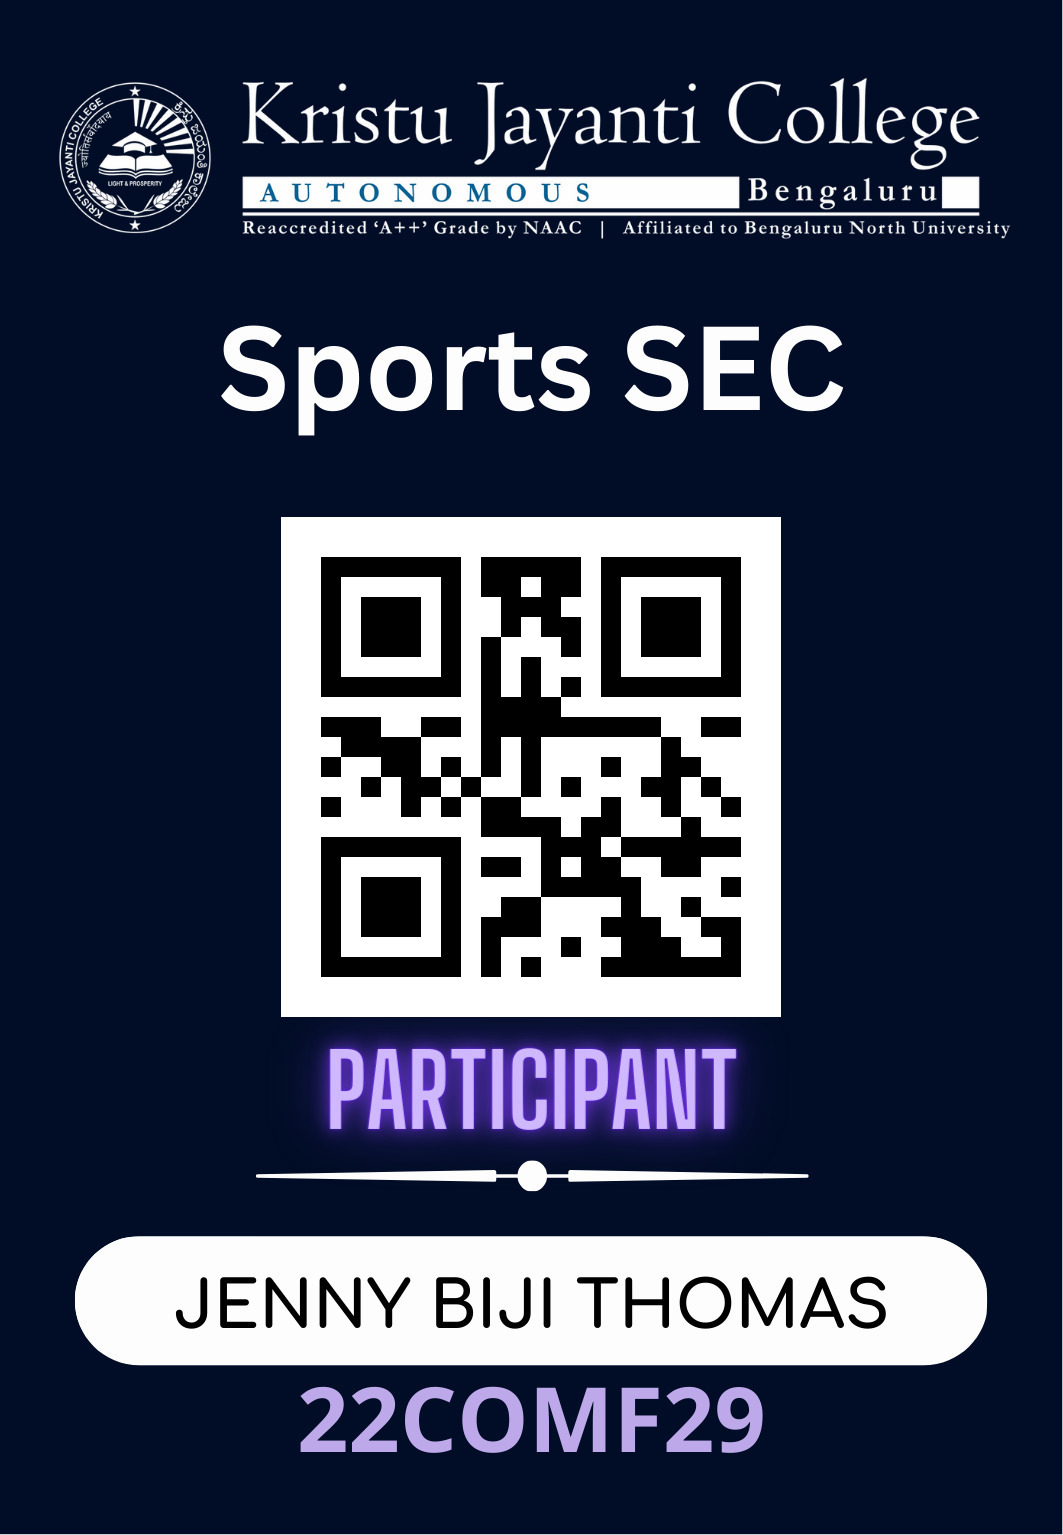 Kristu Jayanti College
AUTONOMOUS Bengaluru
Reaccredited ‘A++’ Grade by NAAC | Affiliated to Bengaluru North University
KRISTU JAYANTI COLLEGE
ಕ್ರಿಸ್ತು ಜಯಂತಿ ಕಾಲೇಜು
LIGHT & PROSPERITY
Sports SEC
PARTICIPANT
JENNY BIJI THOMAS
22COMF29